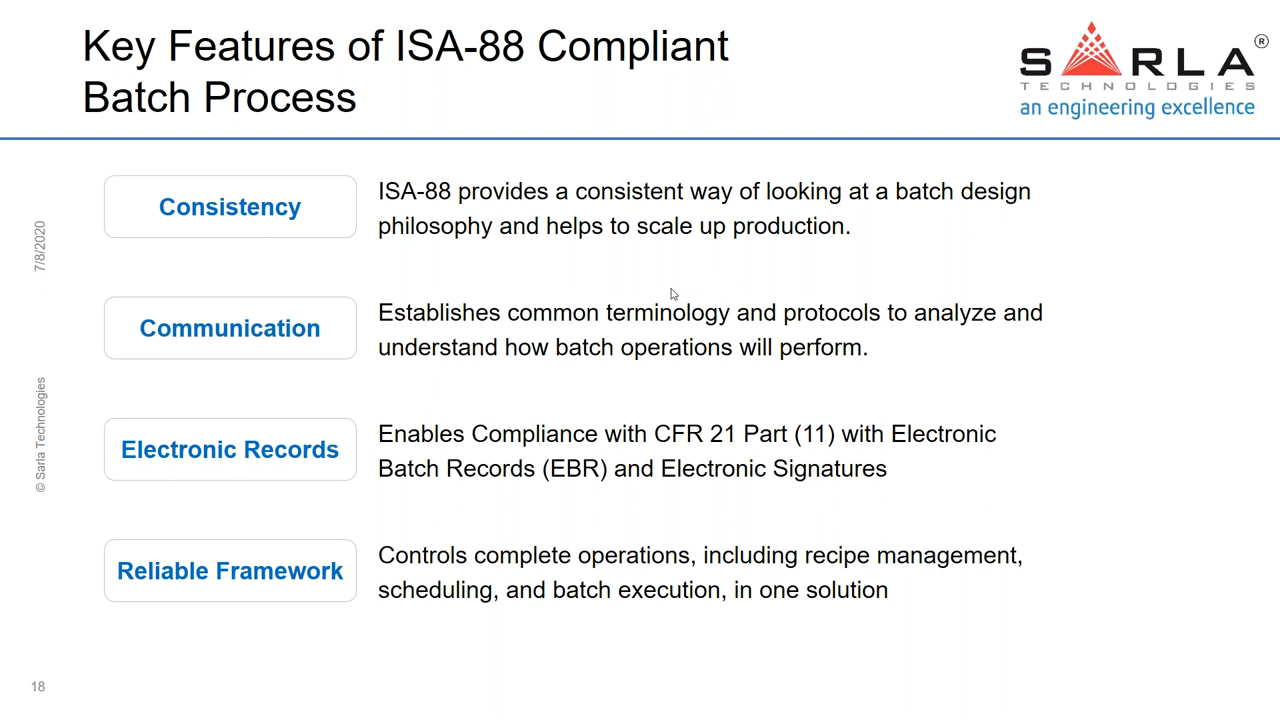 Key Features of ISA-88 Compliant
Batch Process
SARLA®
TECHNOLOGIES
an engineering excellence
Consistency
ISA-88 provides a consistent way of looking at a batch design
philosophy and helps to scale up production.
Communication
Establishes common terminology and protocols to analyze and
understand how batch operations will perform.
Electronic Records
Enables Compliance with CFR 21 Part (11) with Electronic
Batch Records (EBR) and Electronic Signatures
Reliable Framework
Controls complete operations, including recipe management,
scheduling, and batch execution, in one solution
7/8/2020
© Sarla Technologies
18